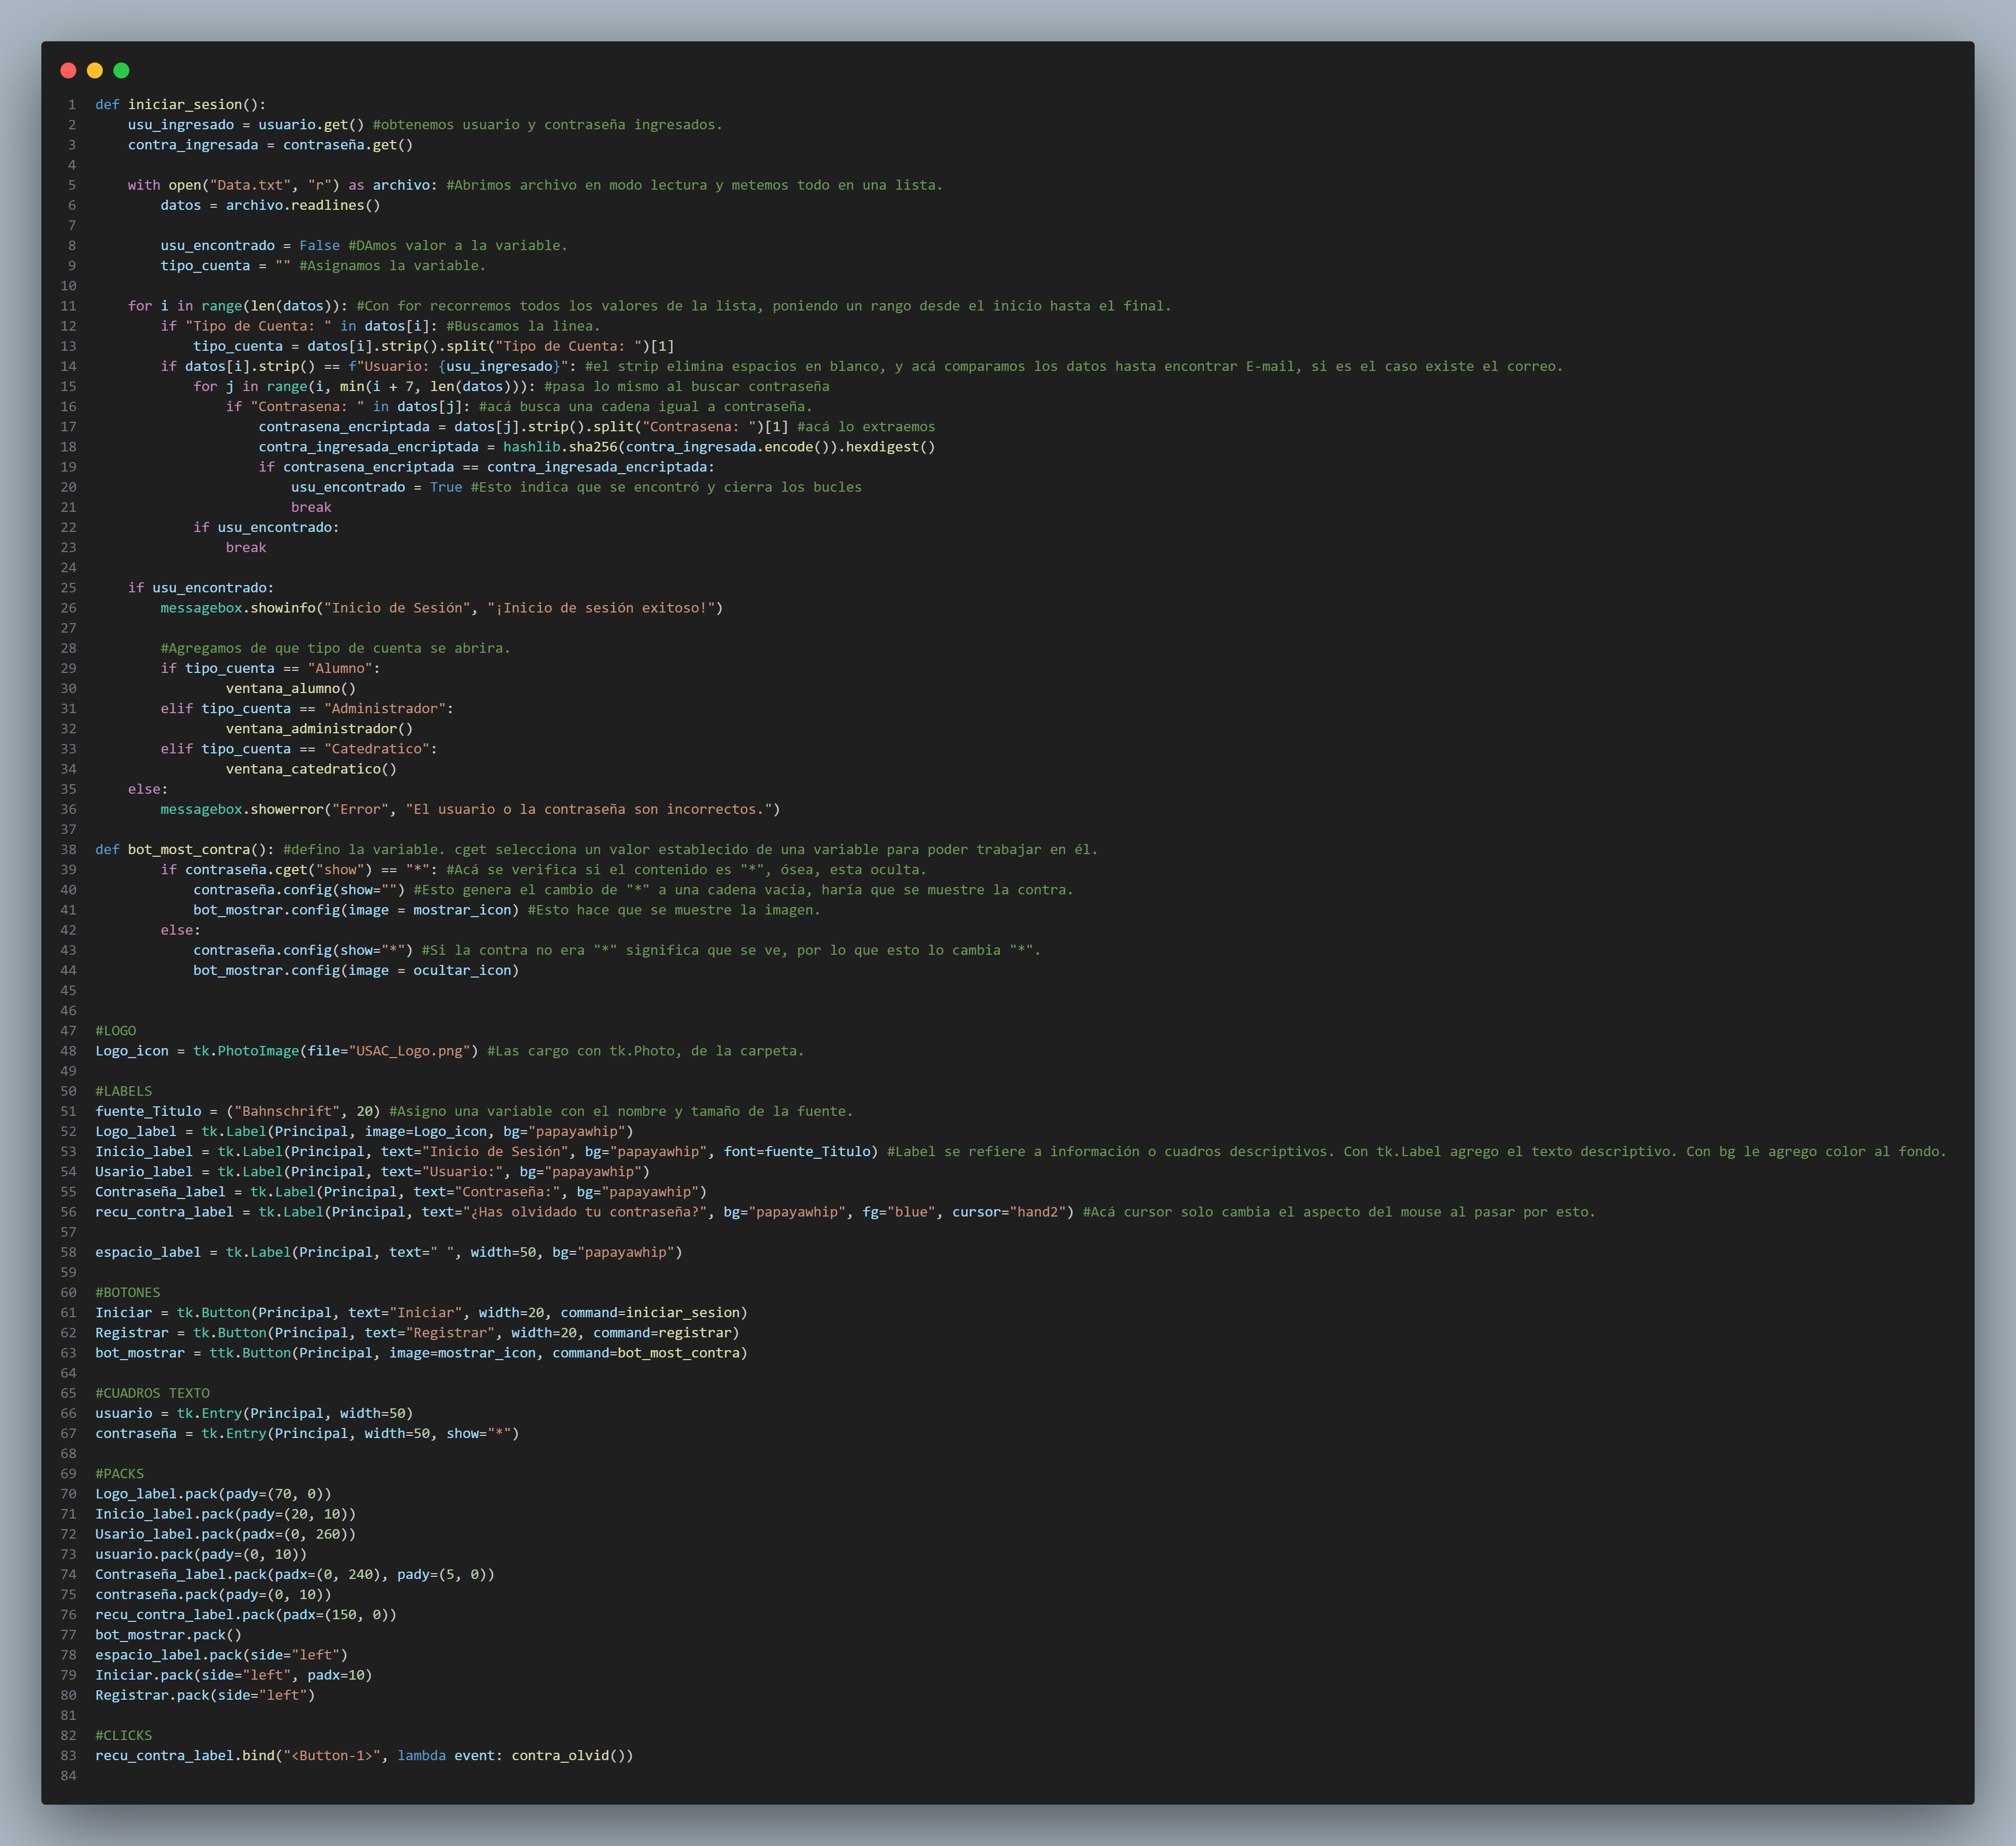 1 def iniciar_sesion():
2     usu_ingresado = usuario.get() #obtenemos usuario y contraseña ingresados.
3     contra_ingresada = contraseña.get()
4
5     with open("Data.txt", "r") as archivo: #Abrimos archivo en modo lectura y metemos todo en una lista.
6         datos = archivo.readlines()
7
8         usu_encontrado = False #DAmos valor a la variable.
9         tipo_cuenta = "" #Asignamos la variable.
10
11     for i in range(len(datos)): #Con for recorremos todos los valores de la lista, poniendo un rango desde el inicio hasta el final.
12         if "Tipo de Cuenta: " in datos[i]: #Buscamos la linea.
13             tipo_cuenta = datos[i].strip().split("Tipo de Cuenta: ")[1]
14         if datos[i].strip() == f"Usuario: {usu_ingresado}": #el strip elimina espacios en blanco, y acá comparamos los datos hasta encontrar E-mail, si es el caso existe el correo.
15             for j in range(i, min(i + 7, len(datos))): #pasa lo mismo al buscar contraseña
16                 if "Contrasena: " in datos[j]: #acá busca una cadena igual a contraseña.
17                     contrasena_encriptada = datos[j].strip().split("Contrasena: ")[1] #acá lo extraemos
18                     contra_ingresada_encriptada = hashlib.sha256(contra_ingresada.encode()).hexdigest()
19                     if contrasena_encriptada == contra_ingresada_encriptada:
20                         usu_encontrado = True #Esto indica que se encontró y cierra los bucles
21                         break
22             if usu_encontrado:
23                 break
24
25     if usu_encontrado:
26         messagebox.showinfo("Inicio de Sesión", "¡Inicio de sesión exitoso!")
27
28         #Agregamos de que tipo de cuenta se abrira.
29         if tipo_cuenta == "Alumno":
30                 ventana_alumno()
31         elif tipo_cuenta == "Administrador":
32                 ventana_administrador()
33         elif tipo_cuenta == "Catedratico":
34                 ventana_catedratico()
35     else:
36         messagebox.showerror("Error", "El usuario o la contraseña son incorrectos.")
37
38 def bot_most_contra(): #defino la variable. cget selecciona un valor establecido de una variable para poder trabajar en él.
39         if contraseña.cget("show") == "*": #Acá se verifica si el contenido es "*", ósea, esta oculta.
40             contraseña.config(show="") #Esto genera el cambio de "*" a una cadena vacía, haría que se muestre la contra.
41             bot_mostrar.config(image = mostrar_icon) #Esto hace que se muestre la imagen.
42         else:
43             contraseña.config(show="*") #Si la contra no era "*" significa que se ve, por lo que esto lo cambia "*".
44             bot_mostrar.config(image = ocultar_icon)
45
46
47 #LOGO
48 Logo_icon = tk.PhotoImage(file="USAC_Logo.png") #Las cargo con tk.Photo, de la carpeta.
49
50 #LABELS
51 fuente_Titulo = ("Bahnschrift", 20) #Asigno una variable con el nombre y tamaño de la fuente.
52 Logo_label = tk.Label(Principal, image=Logo_icon, bg="papayawhip")
53 Inicio_label = tk.Label(Principal, text="Inicio de Sesión", bg="papayawhip", font=fuente_Titulo) #Label se refiere a información o cuadros descriptivos. Con tk.Label agrego el texto descriptivo. Con bg le agrego color al fondo.
54 Usario_label = tk.Label(Principal, text="Usuario:", bg="papayawhip")
55 Contraseña_label = tk.Label(Principal, text="Contraseña:", bg="papayawhip")
56 recu_contra_label = tk.Label(Principal, text="¿Has olvidado tu contraseña?", bg="papayawhip", fg="blue", cursor="hand2") #Acá cursor solo cambia el aspecto del mouse al pasar por esto.
57
58 espacio_label = tk.Label(Principal, text=" ", width=50, bg="papayawhip")
59
60 #BOTONES
61 Iniciar = tk.Button(Principal, text="Iniciar", width=20, command=iniciar_sesion)
62 Registrar = tk.Button(Principal, text="Registrar", width=20, command=registrar)
63 bot_mostrar = ttk.Button(Principal, image=mostrar_icon, command=bot_most_contra)
64
65 #CUADROS TEXTO
66 usuario = tk.Entry(Principal, width=50)
67 contraseña = tk.Entry(Principal, width=50, show="*")
68
69 #PACKS
70 Logo_label.pack(pady=(70, 0))
71 Inicio_label.pack(pady=(20, 10))
72 Usario_label.pack(padx=(0, 260))
73 usuario.pack(pady=(0, 10))
74 Contraseña_label.pack(padx=(0, 240), pady=(5, 0))
75 contraseña.pack(pady=(0, 10))
76 recu_contra_label.pack(padx=(150, 0))
77 bot_mostrar.pack()
78 espacio_label.pack(side="left")
79 Iniciar.pack(side="left", padx=10)
80 Registrar.pack(side="left")
81
82 #CLICKS
83 recu_contra_label.bind("<Button-1>", lambda event: contra_olvid())
84